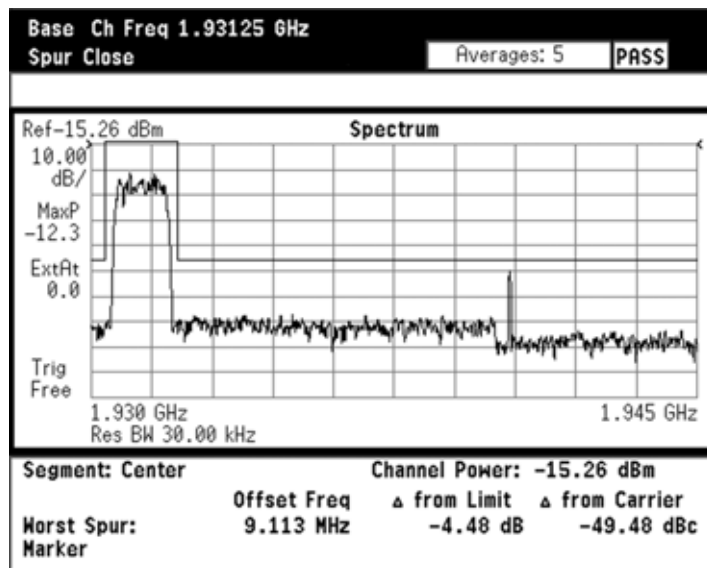 Base Ch Freq 1.93125 GHz
Spur Close
Averages: 5
PASS
Ref-15.26 dBm
Spectrum
10.00
dB/
MaxP
-12.3
ExtAt
0.0
Trig
Free
1.930 GHz
1.945 GHz
Res BW 30.00 kHz
Segment: Center
Channel Power: -15.26 dBm
Offset Freq
Δ from Limit
Δ from Carrier
Worst Spur:
9.113 MHz
-4.48 dB
-49.48 dBc
Marker